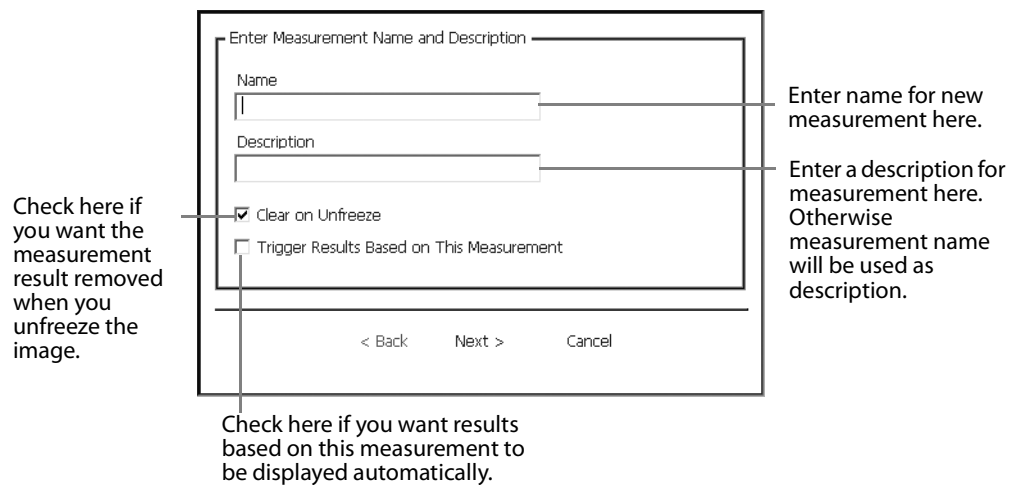 Enter Measurement Name and Description
Name
Enter name for new
measurement here.
Description
Enter a description for
measurement here.
Otherwise
measurement name
will be used as
description.
Check here if
you want the
measurement
result removed
when you
unfreeze the
image.
Clear on Unfreeze
Trigger Results Based on This Measurement
< Back Next > Cancel
Check here if you want results
based on this measurement to
be displayed automatically.